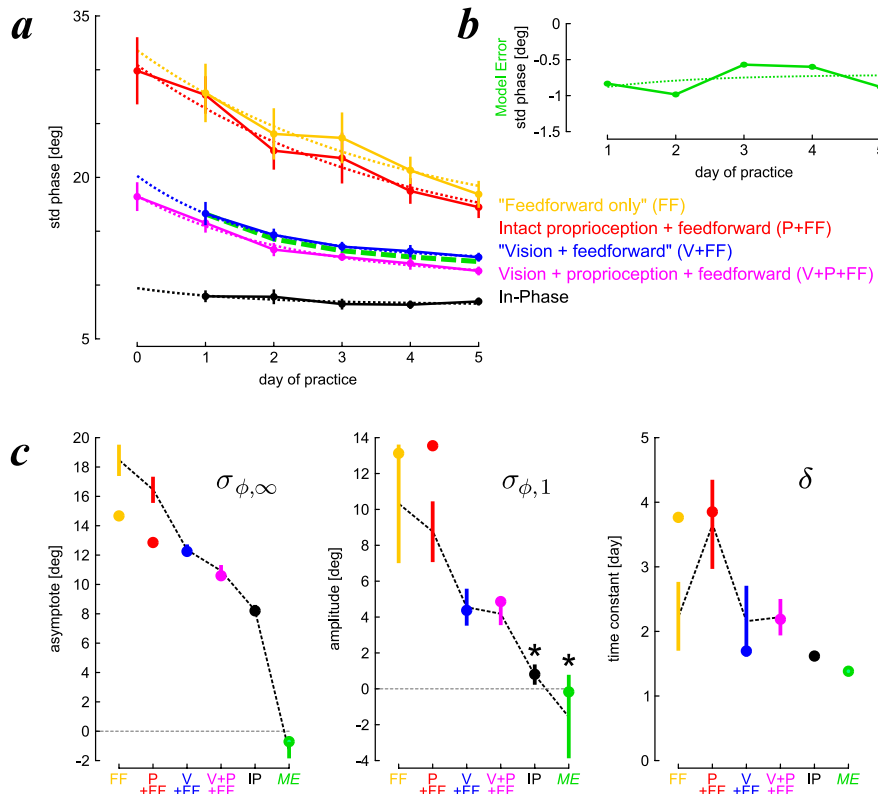 a
35
20
5
std phase [deg]
0 1 2 3 4 5
day of practice
b
0
−0.5
−1
−1.5
Model Error
std phase [deg]
1 2 3 4 5
day of practice
"Feedforward only" (FF)
Intact proprioception + feedforward (P+FF)
"Vision + feedforward" (V+FF)
Vision + proprioception + feedforward (V+P+FF)
In-Phase
c
20
18
16
14
12
10
8
6
4
2
0
-2
asymptote [deg]
σϕ,∞
FF P+FF V+FF V+P+FF IP ME
14
12
10
8
6
4
2
0
-2
-4
amplitude [deg]
σϕ,1
* *
FF P+FF V+FF V+P+FF IP ME
5
4
3
2
1
0
time constant [day]
δ
FF P+FF V+FF V+P+FF IP ME